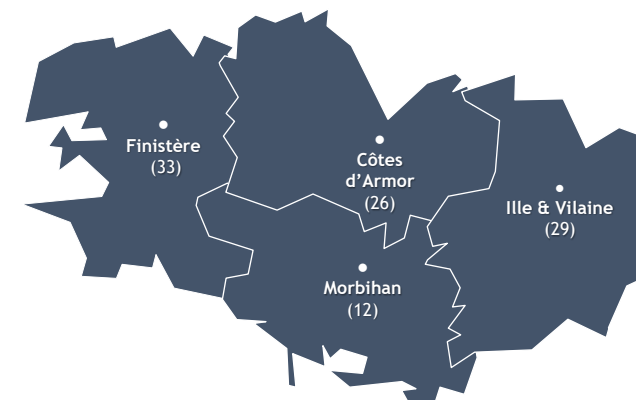 Finistère
(33)
Côtes
d’Armor
(26)
Ille & Vilaine
(29)
Morbihan
(12)